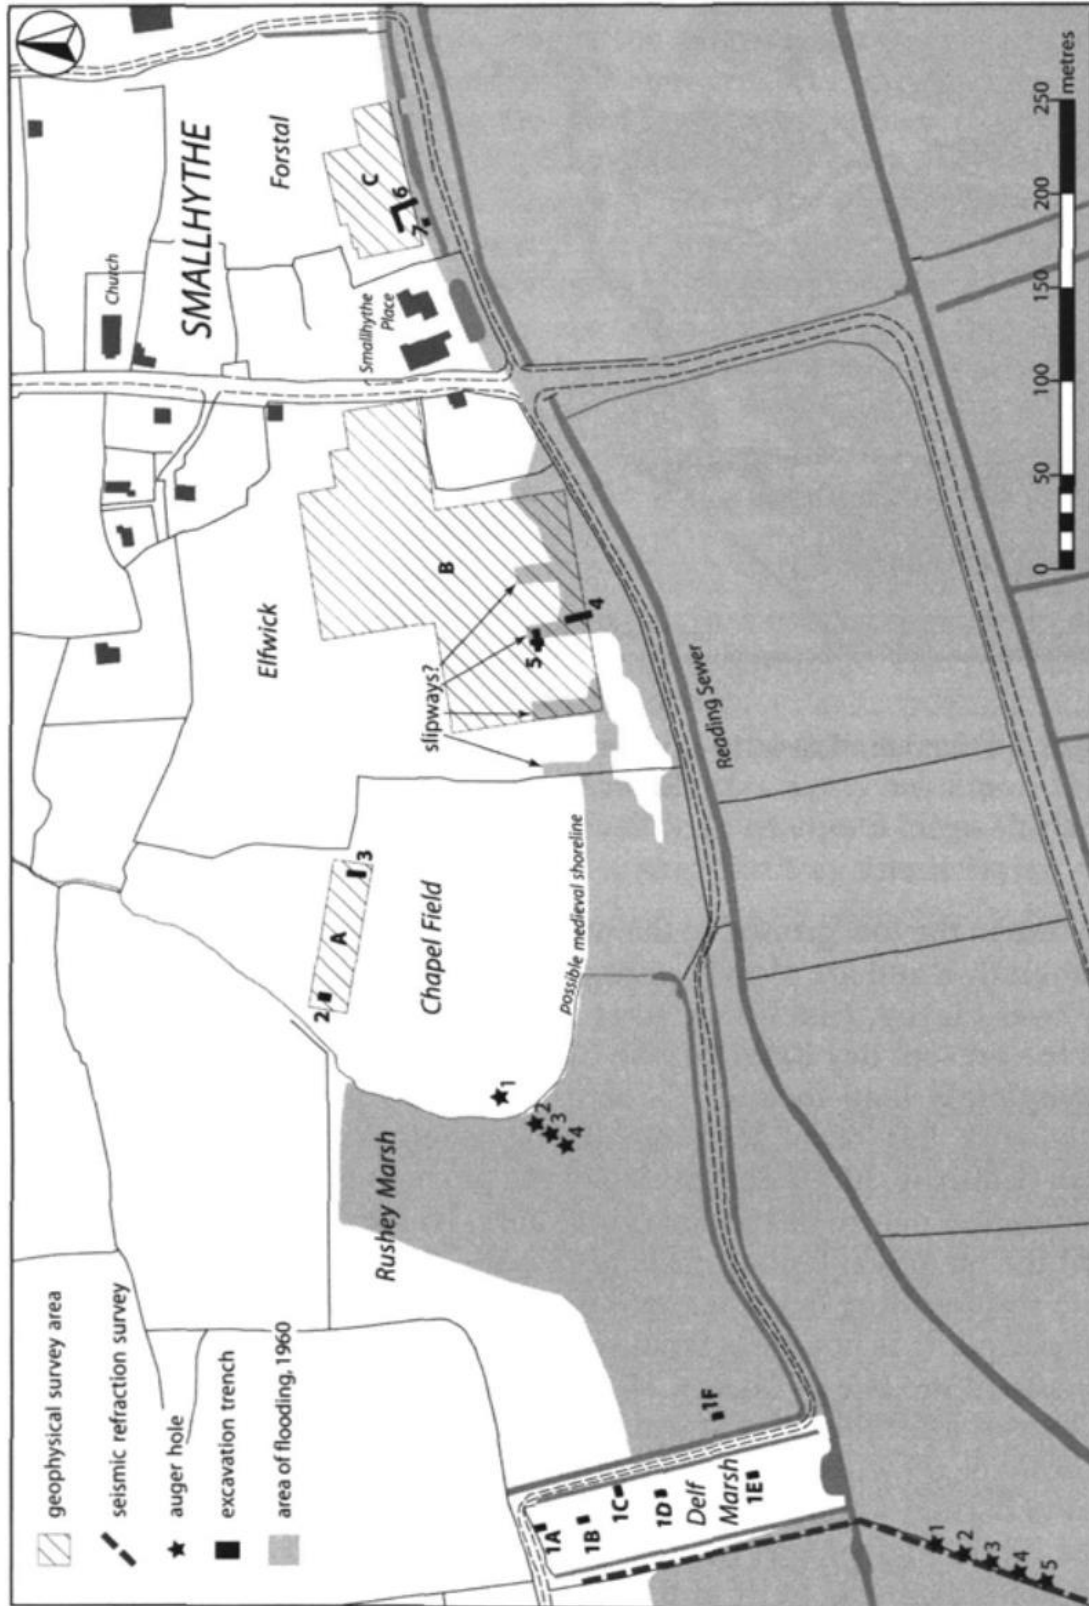 geophysical survey area
seismic refraction survey
auger hole
excavation trench
area of flooding, 1960
SMALLHYTHE
Church
Forstal
Smallhythe
Place
C
6
7
Elfwick
B
slipways?
5
4
A
2
3
Chapel Field
possible medieval shoreline
Rushey Marsh
1
2
3
4
Reading Sewer
1A
1B
1C
1D
1E
1F
Delf
Marsh
1
2
3
4
5
0
50
100
150
200
250
metres